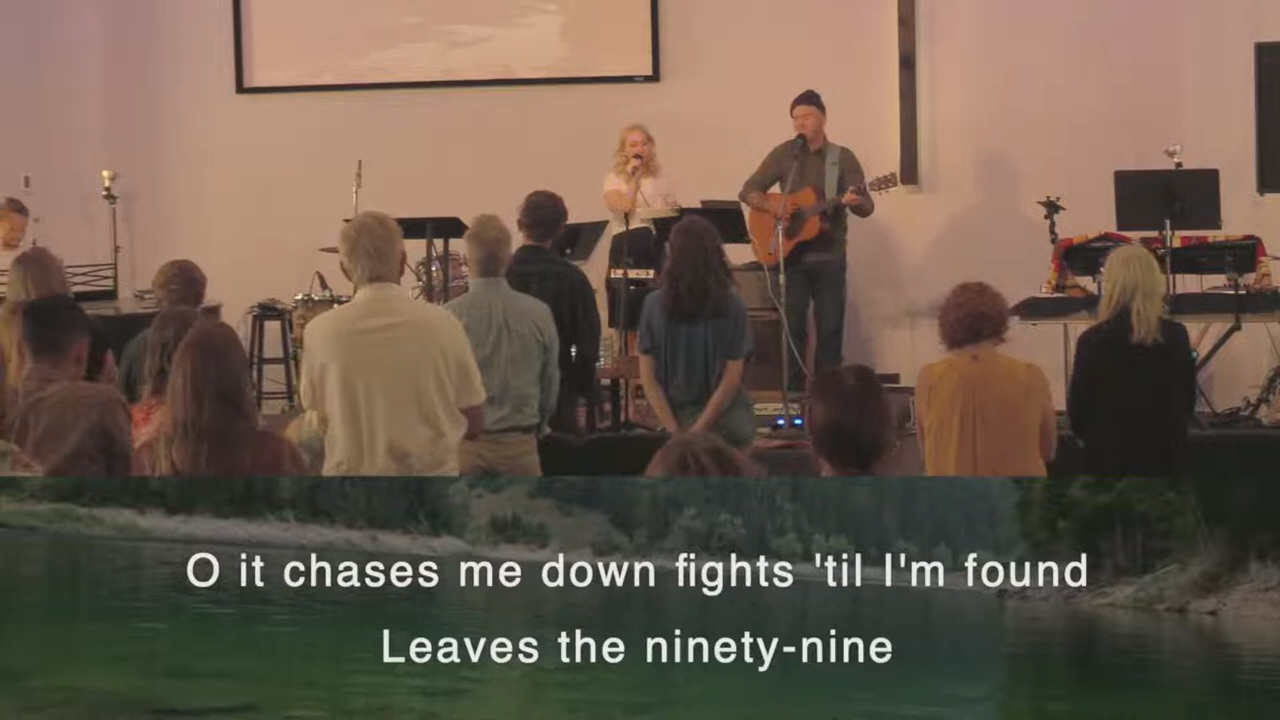 O it chases me down fights 'til I'm found
Leaves the ninety-nine